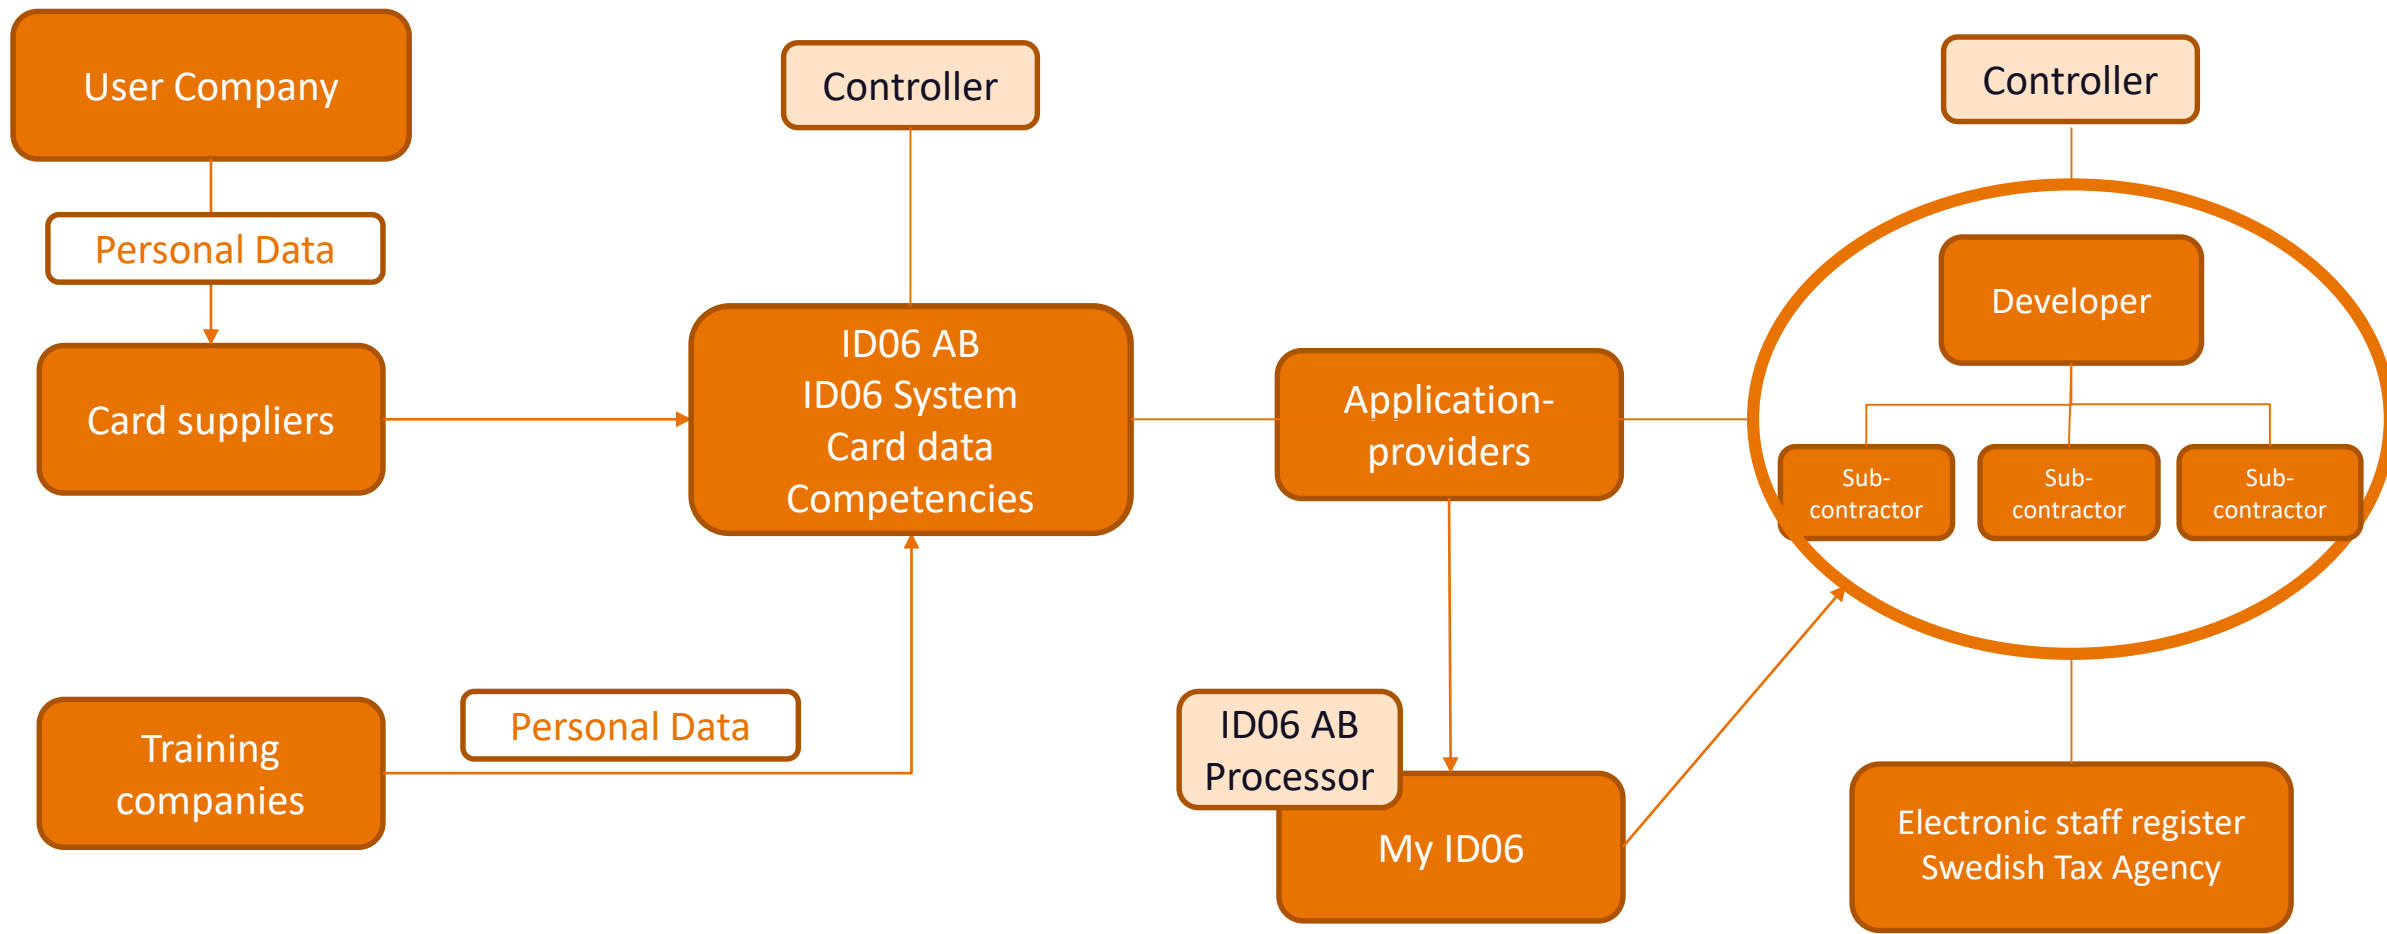 User Company
Controller
Controller
Personal Data
Developer
Card suppliers
ID06 AB
ID06 System
Card data
Competencies
Application-
providers
Sub-
contractor
Sub-
contractor
Sub-
contractor
Training
companies
Personal Data
ID06 AB
Processor
My ID06
Electronic staff register
Swedish Tax Agency